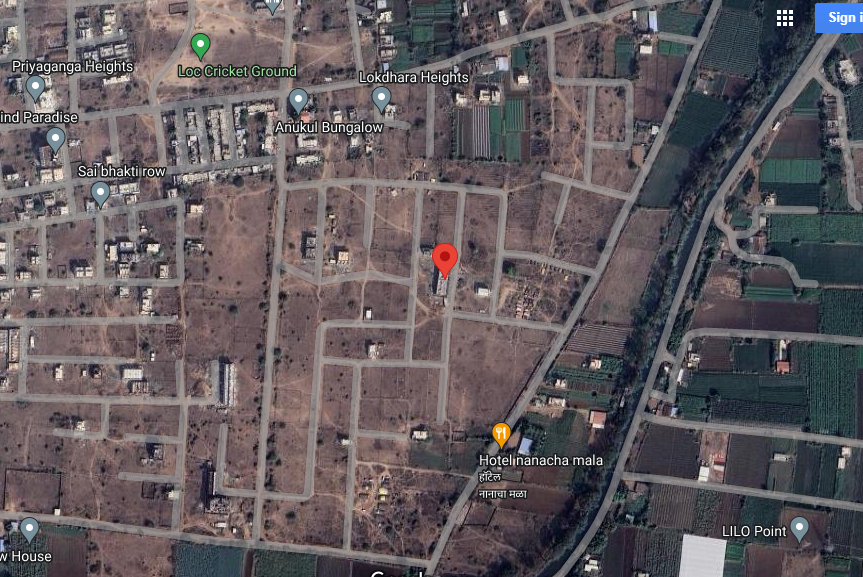 Sign i
Priyaganga Heights
Loc Cricket Ground
Lokdhara Heights
ind Paradise
Anukul Bungalow
Sai bhakti row
Hotel nanacha mala
हॉटेल
नानाचा मळा
LILO Point
w House